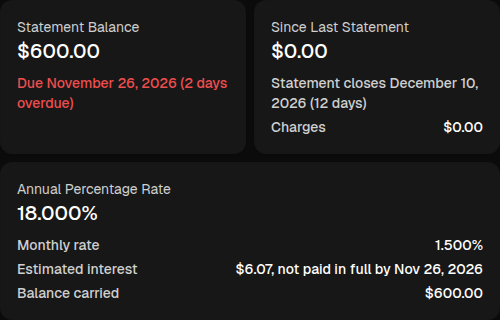 Statement Balance
$600.00
Due November 26, 2026 (2 days
overdue)
Since Last Statement
$0.00
Statement closes December 10,
2026 (12 days)
Charges $0.00
Annual Percentage Rate
18.000%
Monthly rate 1.500%
Estimated interest $6.07, not paid in full by Nov 26, 2026
Balance carried $600.00